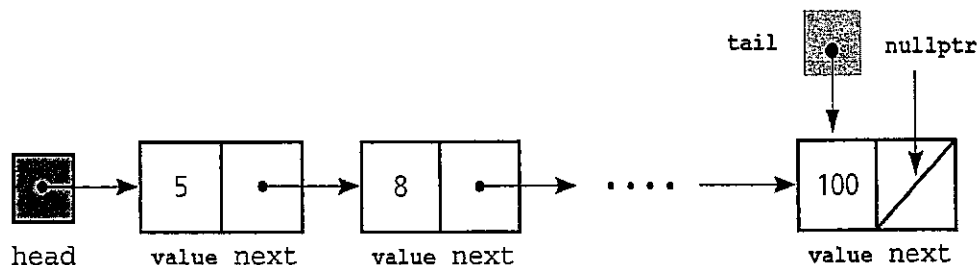 tail nullptr
5 8 .... 100
head value next value next value next